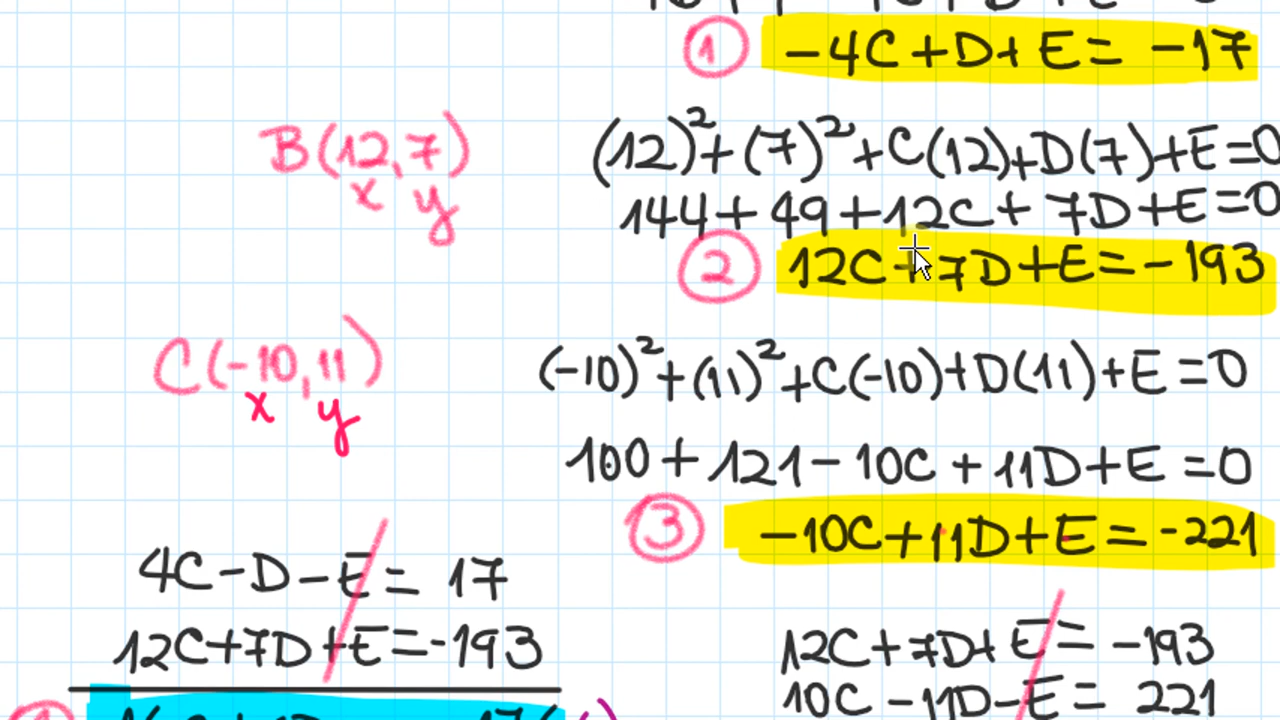 ① -4C+D+E= -17
B(12,7)
x y
(12)²+(7)²+C(12)+D(7)+E=0
144+49+12C+7D+E=0
② 12C+7D+E=-193
C(-10,11)
x y
(-10)²+(11)²+C(-10)+D(11)+E=0
100+121-10C+11D+E=0
③ -10C+11D+E=-221
4C-D-E= 17
12C+7D+E=-193
12C+7D+E= -193
10C-11D-E= 221